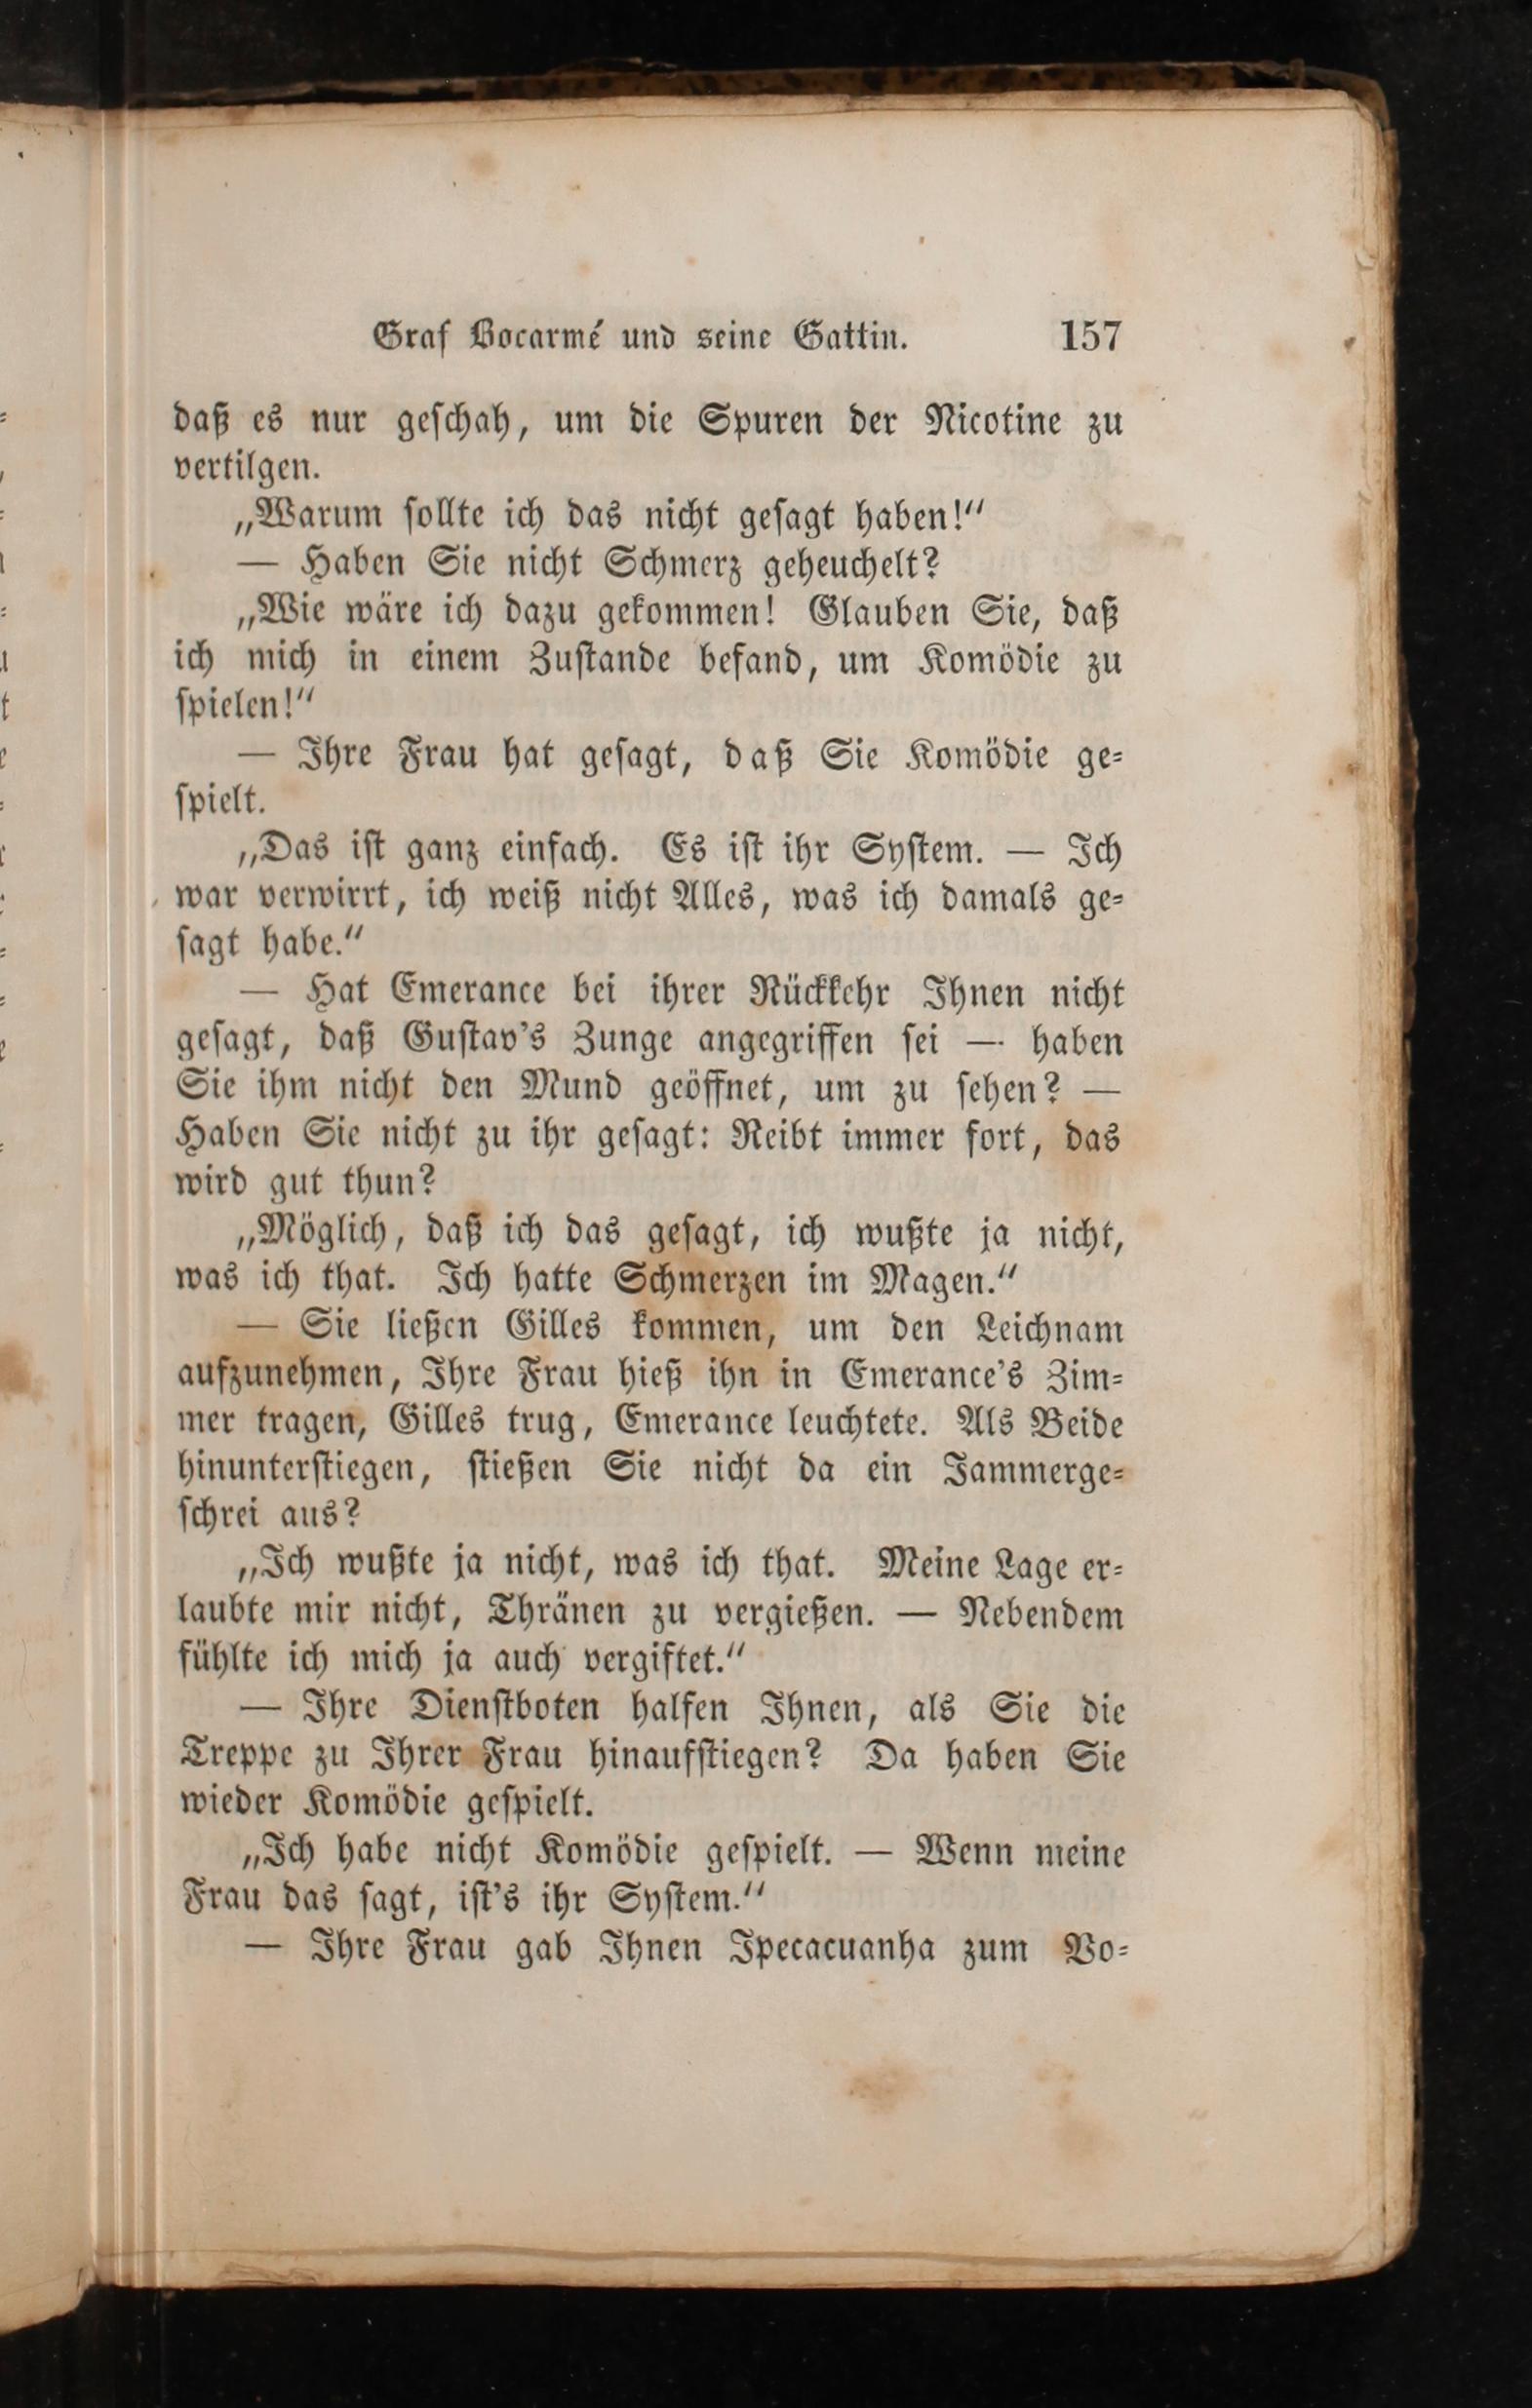 Graf Bocarmé und seine Gattin. 157
daß es nur geschah, um die Spuren der Nicotine zu
vertilgen.
„Warum sollte ich das nicht gesagt haben!“
— Haben Sie nicht Schmerz geheuchelt?
„Wie wäre ich dazu gekommen! Glauben Sie, daß
ich mich in einem Zustande befand, um Komödie zu
spielen!“
— Ihre Frau hat gesagt, daß Sie Komödie ge-
spielt.
„Das ist ganz einfach. Es ist ihr System. — Ich
war verwirrt, ich weiß nicht Alles, was ich damals ge-
sagt habe.“
— Hat Emerance bei ihrer Rückkehr Ihnen nicht
gesagt, daß Gustav's Zunge angegriffen sei — haben
Sie ihm nicht den Mund geöffnet, um zu sehen? —
Haben Sie nicht zu ihr gesagt: Reibt immer fort, das
wird gut thun?
„Möglich, daß ich das gesagt, ich wußte ja nicht,
was ich that. Ich hatte Schmerzen im Magen.“
— Sie ließen Gilles kommen, um den Leichnam
aufzunehmen, Ihre Frau hieß ihn in Emerance's Zim-
mer tragen, Gilles trug, Emerance leuchtete. Als Beide
hinunterstiegen, stießen Sie nicht da ein Jammerge-
schrei aus?
„Ich wußte ja nicht, was ich that. Meine Lage er-
laubte mir nicht, Thränen zu vergießen. — Nebendem
fühlte ich mich ja auch vergiftet.“
— Ihre Dienstboten halfen Ihnen, als Sie die
Treppe zu Ihrer Frau hinaufstiegen? Da haben Sie
wieder Komödie gespielt.
„Ich habe nicht Komödie gespielt. — Wenn meine
Frau das sagt, ist's ihr System.“
— Ihre Frau gab Ihnen Ipecacuanha zum Vo-